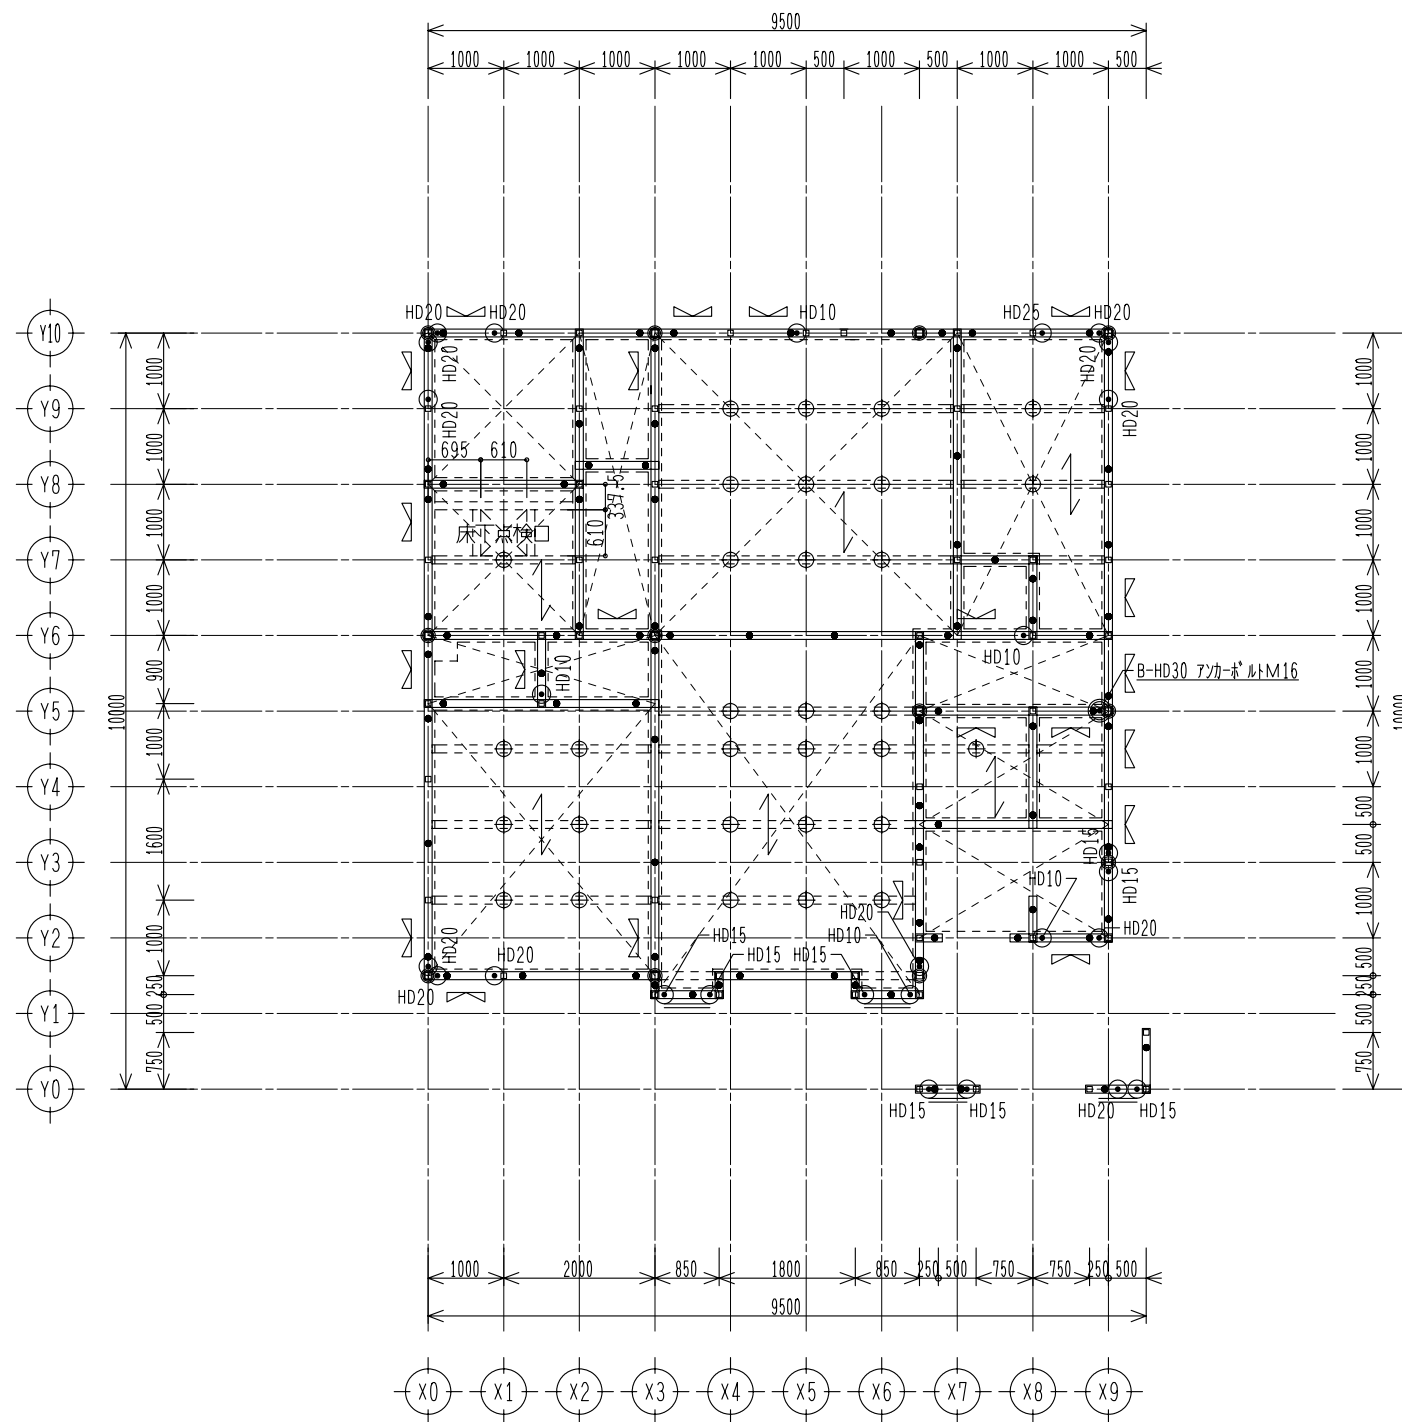 9500
1000 1000 1000 1000 1000 500 1000 500 1000 1000 500
HD20 HD20 HD10 HD25 HD20
Y10
HD20 HD20
1000 1000
Y9
HD20 HD20
695 610
1000 1000
Y8
337.5
床下点検口
610
1000 1000
Y7
1000 1000
Y6
HD10 HD10
900 1000
B-HD30 アンカーボルトM16
Y5
10000 10000
1000 1000
Y4
500
1600
HD15
500
Y3
HD10 HD15
1000
HD20
Y2
HD20 HD15 HD10 HD20
1000 500
HD20 HD15 HD15
250 250
HD20
Y1
500 500
750 750
Y0
HD15 HD15 HD20 HD15
1000 2000 850 1800 850 250 500 750 750 250 500
9500
X0 X1 X2 X3 X4 X5 X6 X7 X8 X9